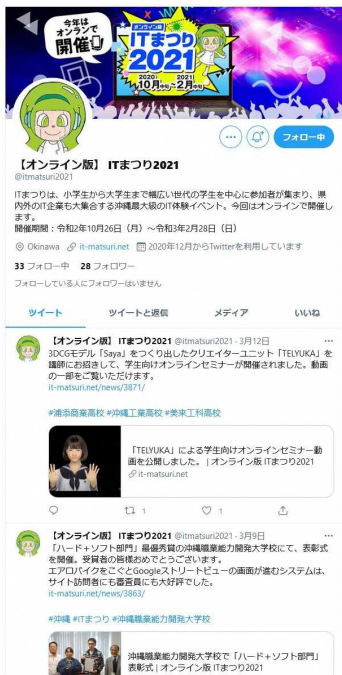 今年は
オンラインで
開催
オンライン版
ITまつり
2021
2020年
10月中旬〜
2021年
2月中旬
フォロー中
【オンライン版】 ITまつり2021
@itmatsuri2021
ITまつりは、小学生から大学生まで幅広い世代の学生を中心に参加者が集まり、県
内外のIT企業も大集合する沖縄最大級のIT体験イベント。今回はオンラインで開催し
ます。
開催期間：令和2年10月26日（月）〜令和3年2月28日（日）
Okinawa it-matsuri.net 2020年12月からTwitterを利用しています
33 フォロー中 28 フォロワー
フォローしている人にフォロワーはいません
ツイート ツイートと返信 メディア いいね
【オンライン版】 ITまつり2021 @itmatsuri2021 · 3月12日
3DCGモデル「Saya」をつくり出したクリエイターユニット「TELYUKA」を
講師にお招きして、学生向けオンラインセミナーが開催されました。動画
の一部をご覧いただけます。
it-matsuri.net/news/3871/
#浦添商業高校 #沖縄工業高校 #美来工科高校
「TELYUKA」による学生向けオンラインセミナー動
画を公開しました。 | オンライン版 ITまつり2021
it-matsuri.net
1 1
【オンライン版】 ITまつり2021 @itmatsuri2021 · 3月9日
「ハード＋ソフト部門」最優秀賞の沖縄職業能力開発大学校にて、表彰式
を開催。受賞者の皆様おめでとうございます。
エアロバイクをこぐとGoogleストリートビューの画面が進むシステムは、
サイト訪問者にも審査員にも大好評でした。
it-matsuri.net/news/3863/
#沖縄 #ITまつり #沖縄職業能力開発大学校
沖縄職業能力開発大学校で「ハード＋ソフト部門」
表彰式 | オンライン版 ITまつり2021